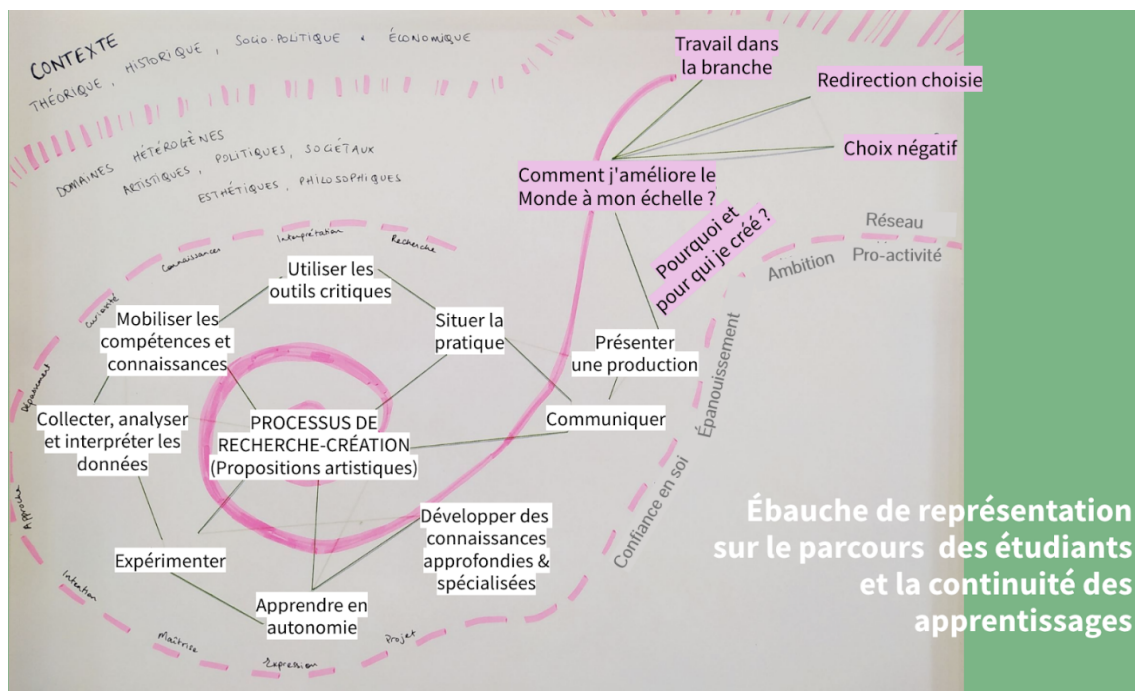 CONTEXTE
THÉORIQUE, HISTORIQUE, SOCIO-POLITIQUE & ÉCONOMIQUE
DOMAINES HÉTÉROGÈNES
ARTISTIQUES, POLITIQUES, SOCIÉTAUX
ESTHÉTIQUES, PHILOSOPHIQUES
Travail dans
la branche
Redirection choisie
Choix négatif
Comment j'améliore le
Monde à mon échelle ?
Pourquoi et
pour qui je créé ?
Réseau
Ambition Pro-activité
Épanouissement
Confiance en soi
Connaissances
Interprétation
Recherche
Curiosité
Dépassement
Approche
Intention
Maîtrise
Expression
Projet
Utiliser les
outils critiques
Mobiliser les
compétences et
connaissances
Situer la
pratique
Présenter
une production
Communiquer
Collecter, analyser
et interpréter les
données
PROCESSUS DE
RECHERCHE-CRÉATION
(Propositions artistiques)
Expérimenter
Développer des
connaissances
approfondies &
spécialisées
Apprendre en
autonomie
Ébauche de représentation
sur le parcours des étudiants
et la continuité des
apprentissages